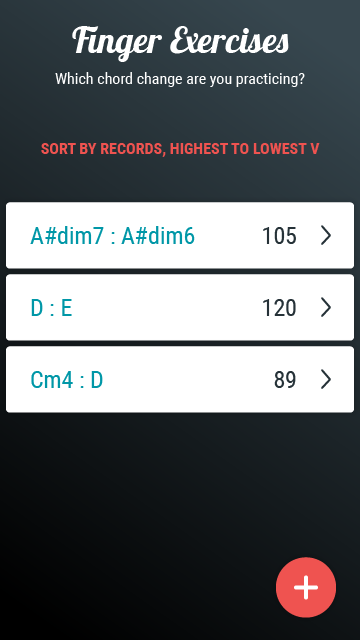 Finger Exercises
Which chord change are you practicing?
SORT BY RECORDS, HIGHEST TO LOWEST V
A#dim7 : A#dim6 105
D : E 120
Cm4 : D 89